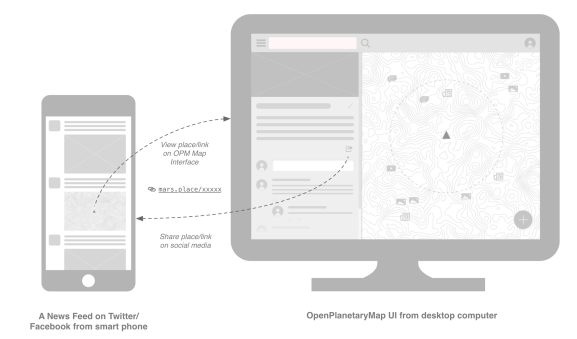 View place/link
on OPM Map
Interface
mars.place/xxxxx
Share place/link
on social media
A News Feed on Twitter/
Facebook from smart phone
OpenPlanetaryMap UI from desktop computer